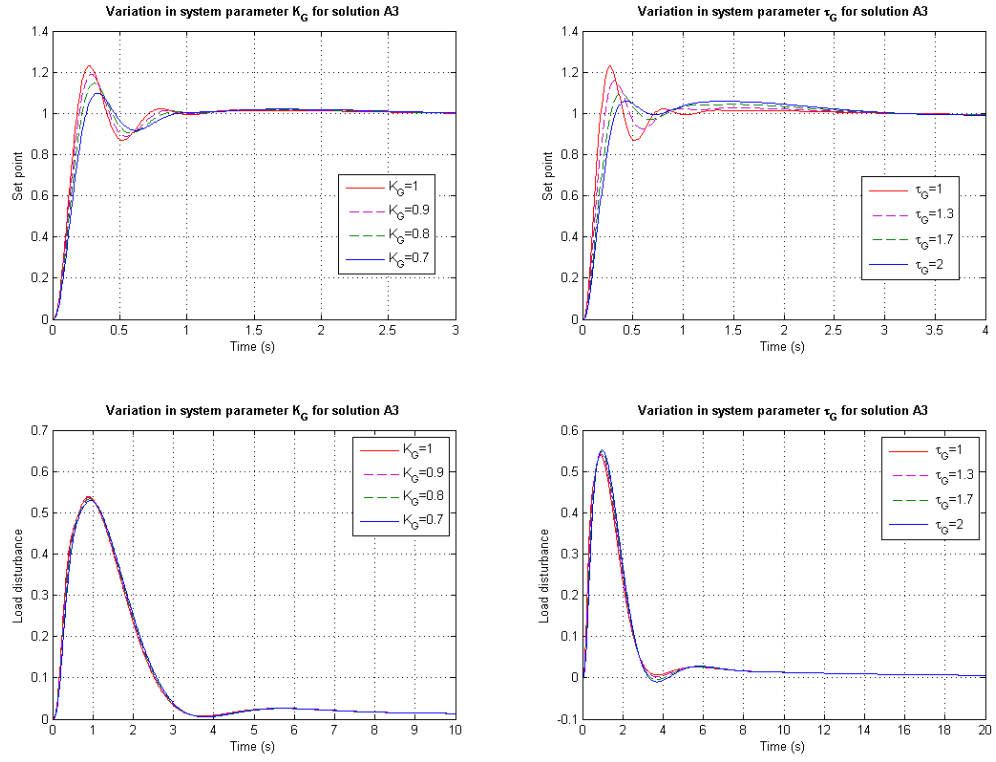 Variation in system parameter K_G for solution A3
Set point
1.4
1.2
1.0
0.8
0.6
0.4
0.2
0
K_G=1
K_G=0.9
K_G=0.8
K_G=0.7
0 0.5 1 1.5 2 2.5 3
Time (s)
Variation in system parameter τ_G for solution A3
Set point
1.4
1.2
1.0
0.8
0.6
0.4
0.2
0
τ_G=1
τ_G=1.3
τ_G=1.7
τ_G=2
0 0.5 1 1.5 2 2.5 3 3.5 4
Time (s)
Variation in system parameter K_G for solution A3
Load disturbance
0.7
0.6
0.5
0.4
0.3
0.2
0.1
0
K_G=1
K_G=0.9
K_G=0.8
K_G=0.7
0 1 2 3 4 5 6 7 8 9 10
Time (s)
Variation in system parameter τ_G for solution A3
Load disturbance
0.6
0.5
0.4
0.3
0.2
0.1
0
-0.1
τ_G=1
τ_G=1.3
τ_G=1.7
τ_G=2
0 2 4 6 8 10 12 14 16 18 20
Time (s)